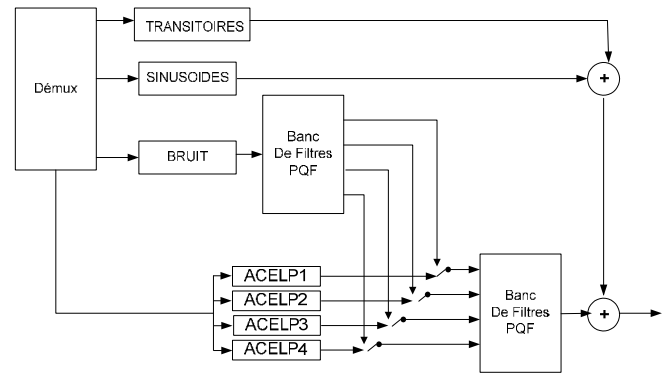 TRANSITOIRES
Démux
SINUSOIDES
+
BRUIT
Banc
De Filtres
PQF
ACELP1
ACELP2
ACELP3
ACELP4
Banc
De Filtres
PQF
+